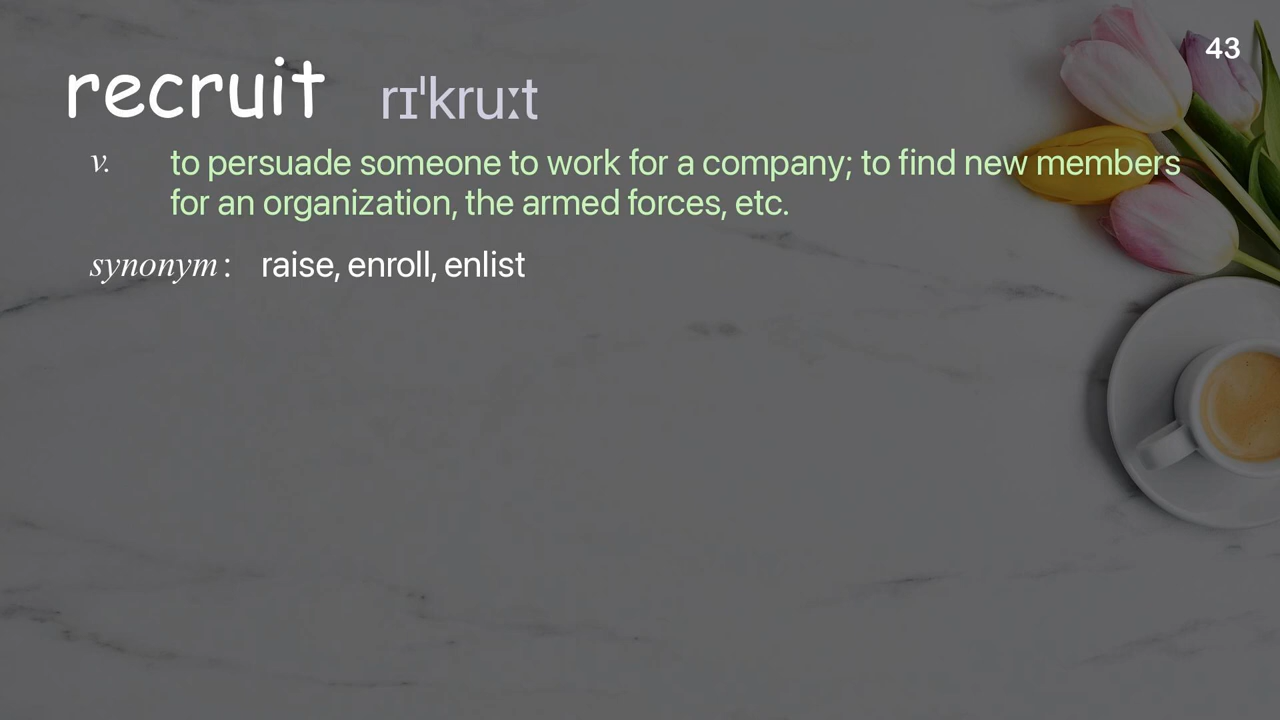 43
recruit rɪˈkruːt
v. to persuade someone to work for a company; to find new members
for an organization, the armed forces, etc.
synonym : raise, enroll, enlist